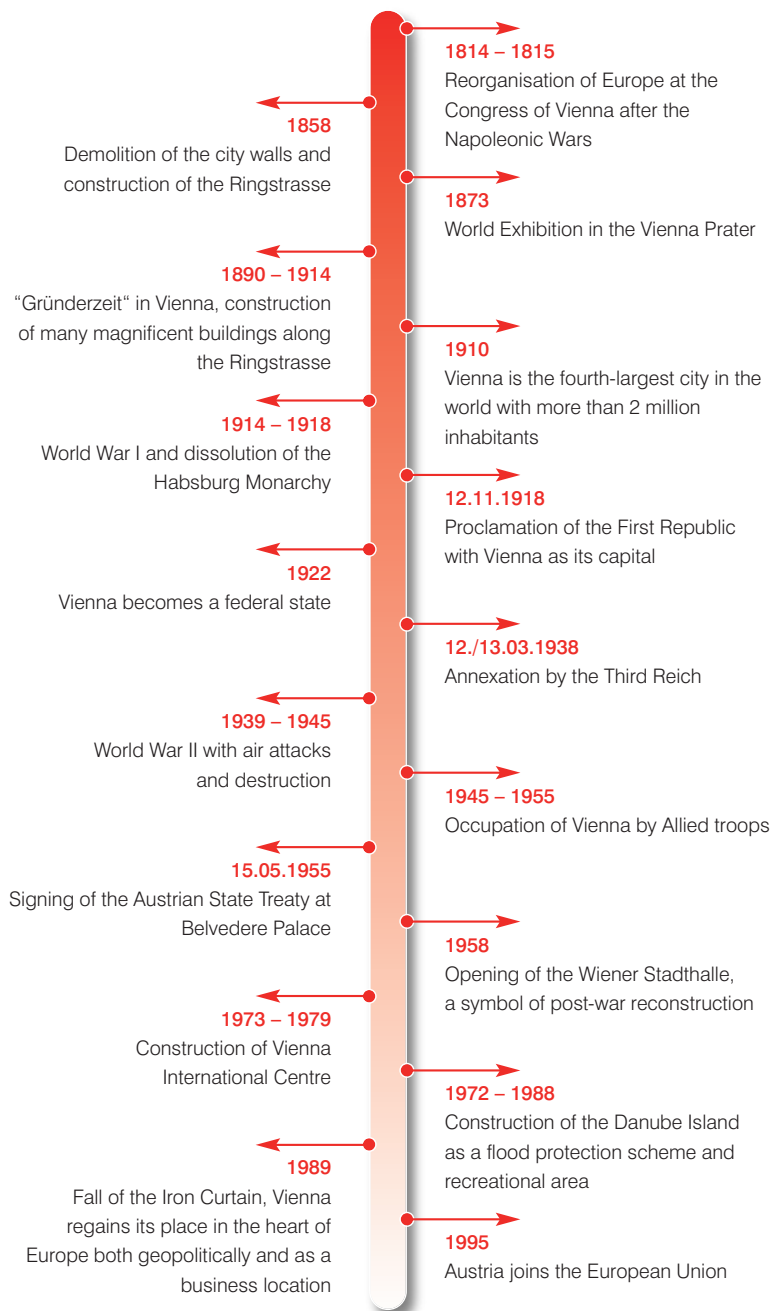 1814 – 1815
Reorganisation of Europe at the
Congress of Vienna after the
Napoleonic Wars
1858
Demolition of the city walls and
construction of the Ringstrasse
1873
World Exhibition in the Vienna Prater
1890 – 1914
“Gründerzeit“ in Vienna, construction
of many magnificent buildings along
the Ringstrasse
1910
Vienna is the fourth-largest city in the
world with more than 2 million
inhabitants
1914 – 1918
World War I and dissolution of the
Habsburg Monarchy
12.11.1918
Proclamation of the First Republic
with Vienna as its capital
1922
Vienna becomes a federal state
12./13.03.1938
Annexation by the Third Reich
1939 – 1945
World War II with air attacks
and destruction
1945 – 1955
Occupation of Vienna by Allied troops
15.05.1955
Signing of the Austrian State Treaty at
Belvedere Palace
1958
Opening of the Wiener Stadthalle,
a symbol of post-war reconstruction
1973 – 1979
Construction of Vienna
International Centre
1972 – 1988
Construction of the Danube Island
as a flood protection scheme and
recreational area
1989
Fall of the Iron Curtain, Vienna
regains its place in the heart of
Europe both geopolitically and as a
business location
1995
Austria joins the European Union